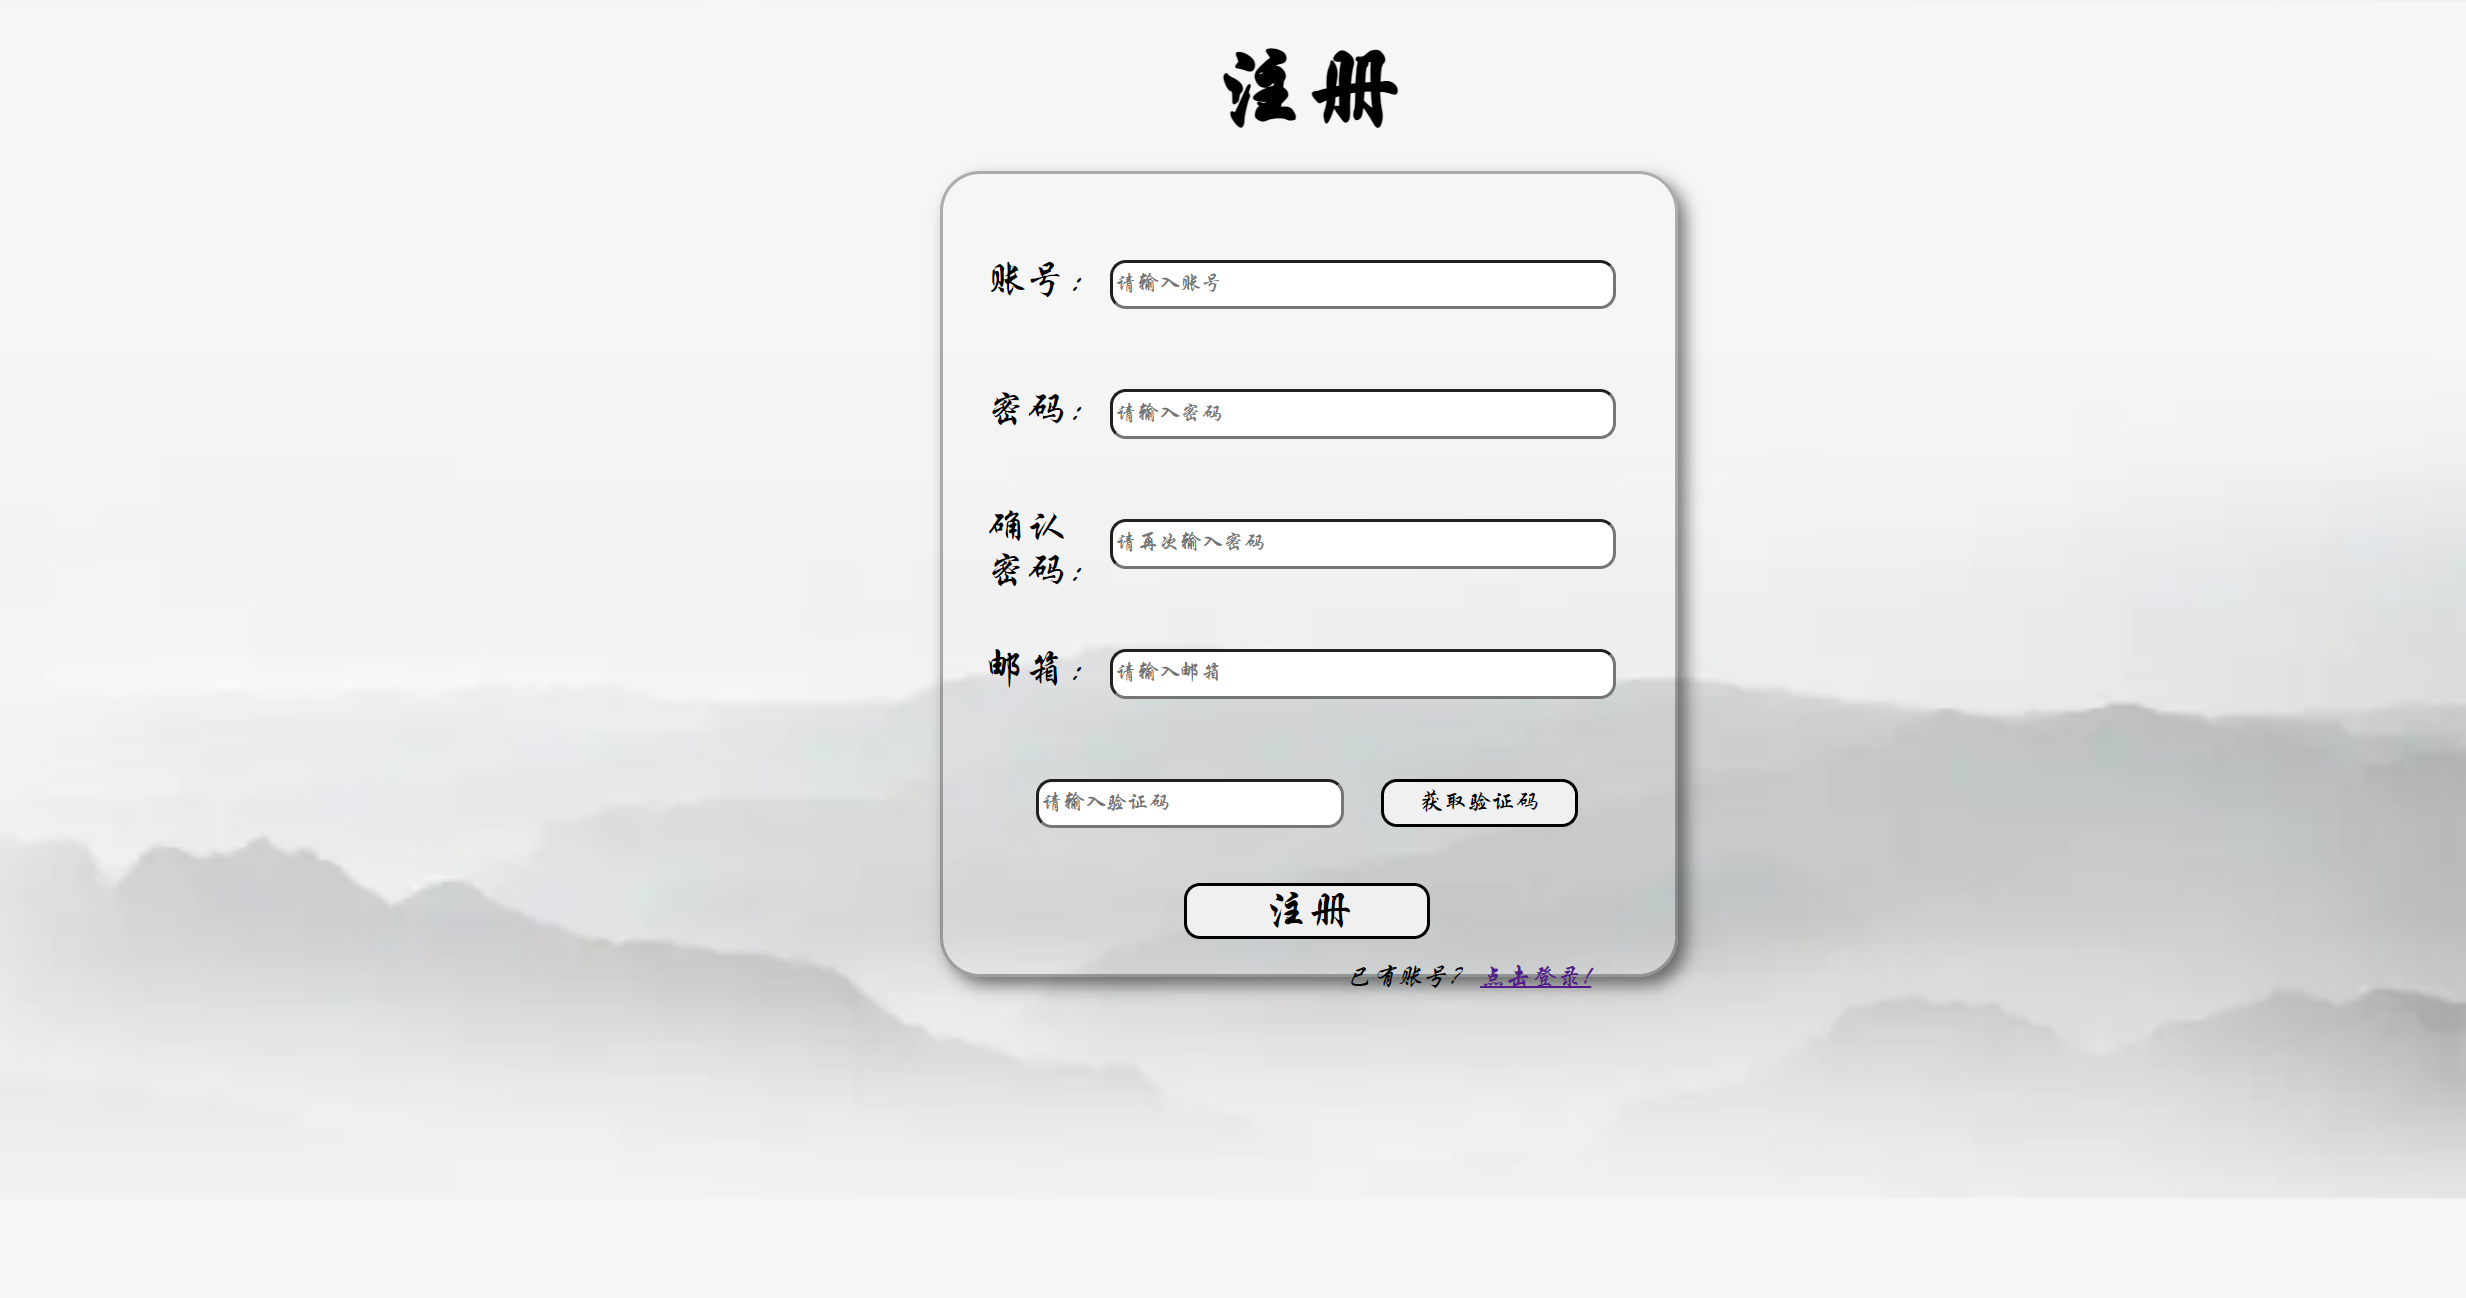 注册
账号：
请输入账号
密码：
请输入密码
确认
密码：
请再次输入密码
邮箱：
请输入邮箱
请输入验证码
获取验证码
注册
已有账号？ 点击登录！